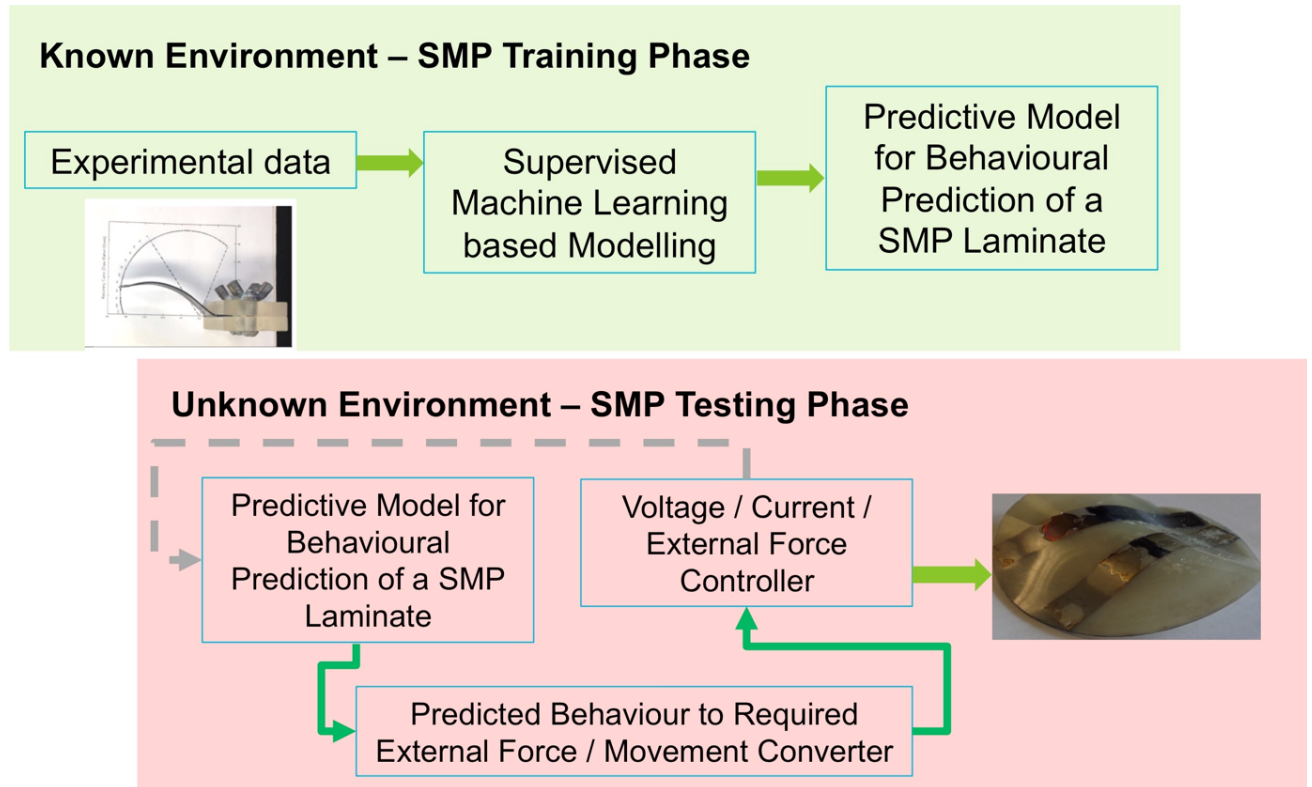 Known Environment – SMP Training Phase
Experimental data
Supervised
Machine Learning
based Modelling
Predictive Model
for Behavioural
Prediction of a
SMP Laminate
Unknown Environment – SMP Testing Phase
Predictive Model for
Behavioural
Prediction of a SMP
Laminate
Voltage / Current /
External Force
Controller
Predicted Behaviour to Required
External Force / Movement Converter